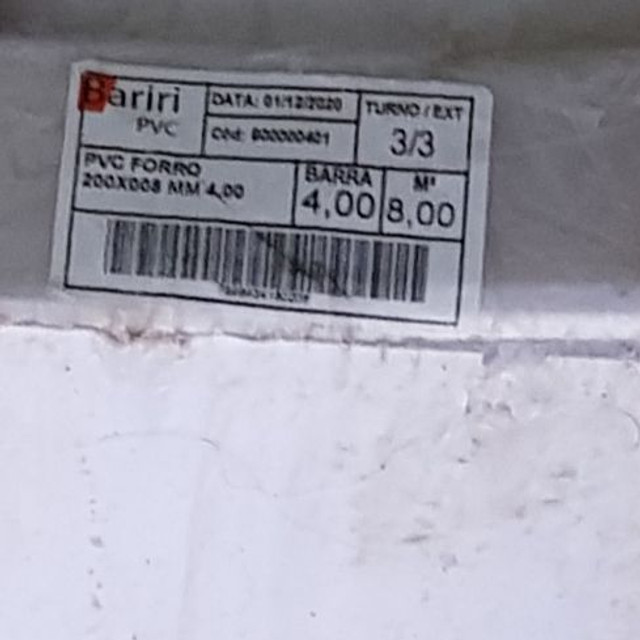 Bariri
PVC
DATA: 01/12/2020
Cód: 800000401
TURNO / EXT
3/3
PVC FORRO
200X008 MM 4,00
BARRA
4,00
M²
8,00